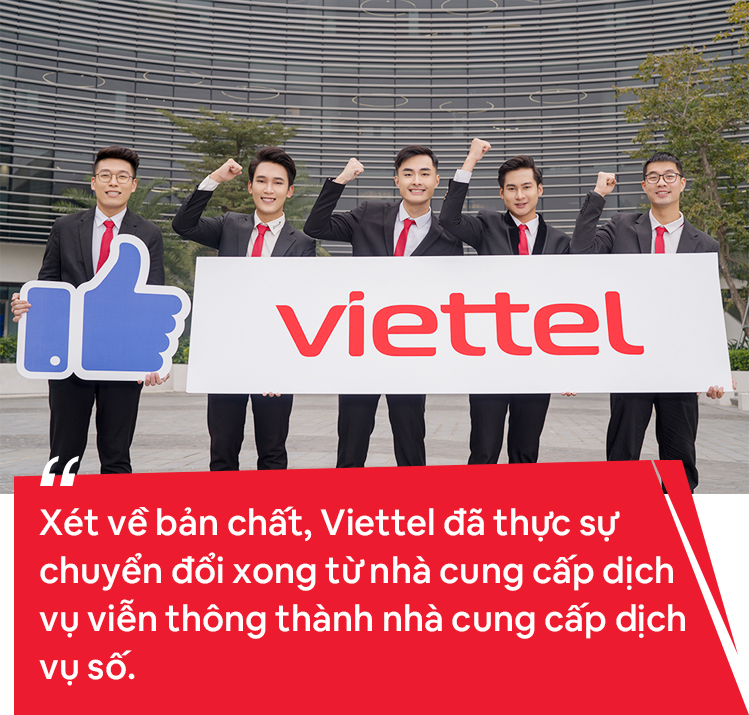 viettel
“
Xét về bản chất, Viettel đã thực sự
chuyển đổi xong từ nhà cung cấp dịch
vụ viễn thông thành nhà cung cấp dịch
vụ số.